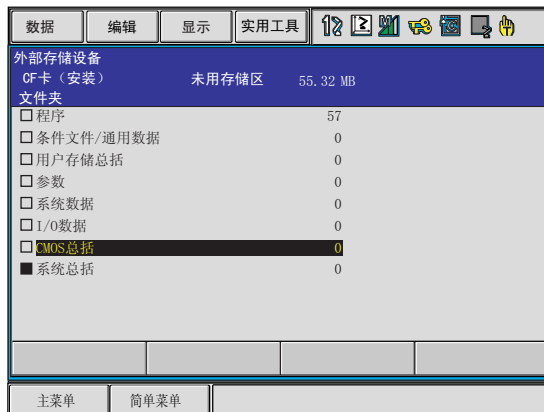 数据 编辑 显示 实用工具
外部存储设备
CF卡（安装） 未用存储区 55.32 MB
文件夹
程序 57
条件文件/通用数据 0
用户存储总括 0
参数 0
系统数据 0
I/O数据 0
CMOS总括 0
系统总括 0
主菜单 简单菜单